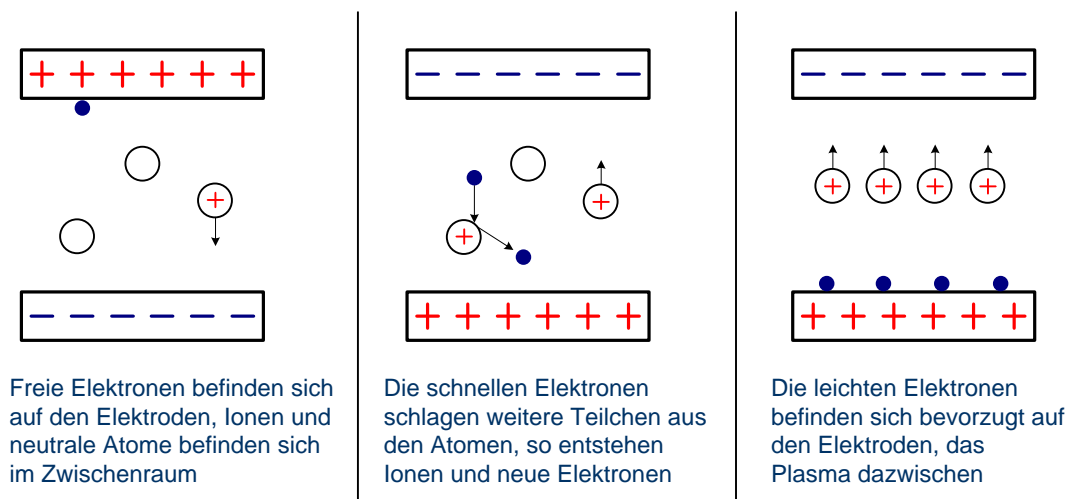 Freie Elektronen befinden sich
auf den Elektroden, Ionen und
neutrale Atome befinden sich
im Zwischenraum
Die schnellen Elektronen
schlagen weitere Teilchen aus
den Atomen, so entstehen
Ionen und neue Elektronen
Die leichten Elektronen
befinden sich bevorzugt auf
den Elektroden, das
Plasma dazwischen